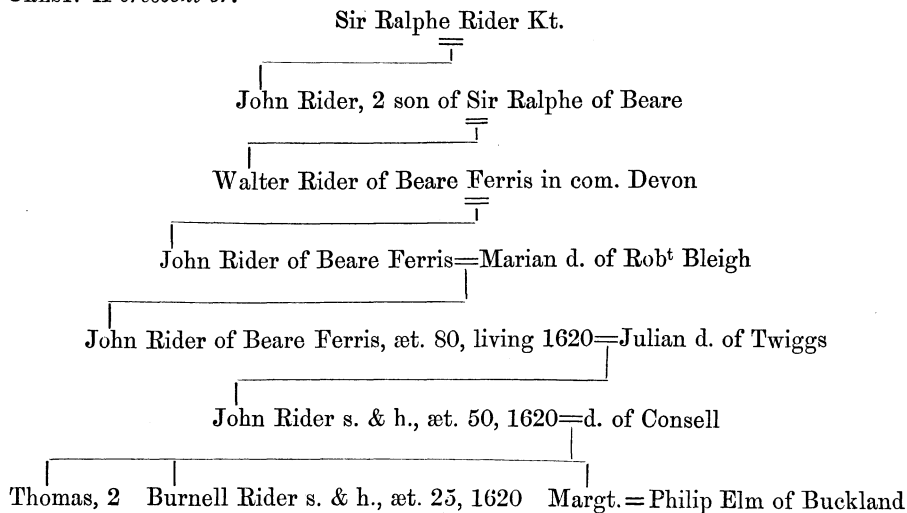 CREST. A crescent or.
Sir Ralphe Rider Kt.
John Rider, 2 son of Sir Ralphe of Beare
Walter Rider of Beare Ferris in com. Devon
John Rider of Beare Ferris=Marian d. of Robᵗ Bleigh
John Rider of Beare Ferris, æt. 80, living 1620=Julian d. of Twiggs
John Rider s. & h., æt. 50, 1620=d. of Consell
Thomas, 2 Burnell Rider s. & h., æt. 25, 1620 Margt.=Philip Elm of Buckland